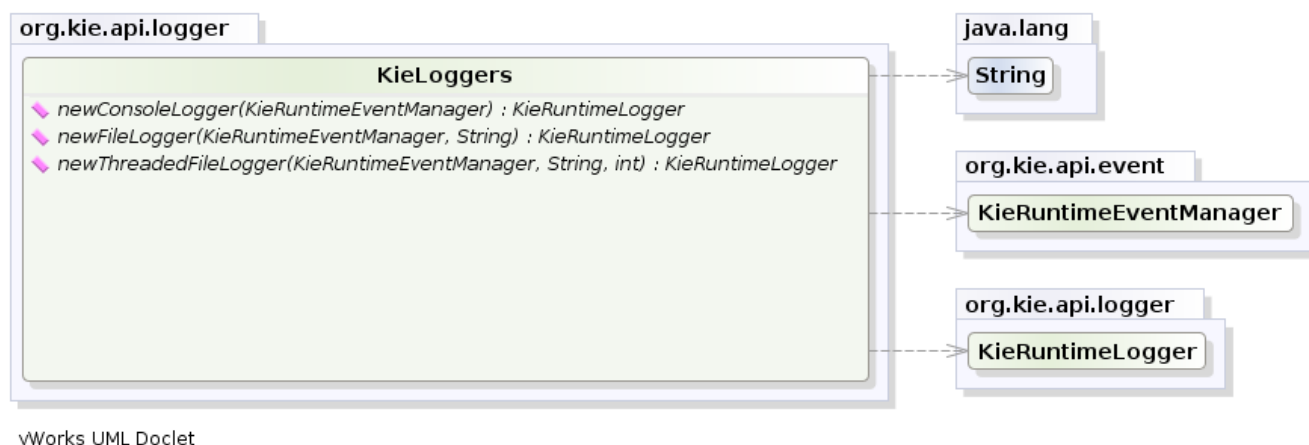 org.kie.api.logger
KieLoggers
newConsoleLogger(KieRuntimeEventManager) : KieRuntimeLogger
newFileLogger(KieRuntimeEventManager, String) : KieRuntimeLogger
newThreadedFileLogger(KieRuntimeEventManager, String, int) : KieRuntimeLogger
java.lang
String
org.kie.api.event
KieRuntimeEventManager
org.kie.api.logger
KieRuntimeLogger
yWorks UML Doclet